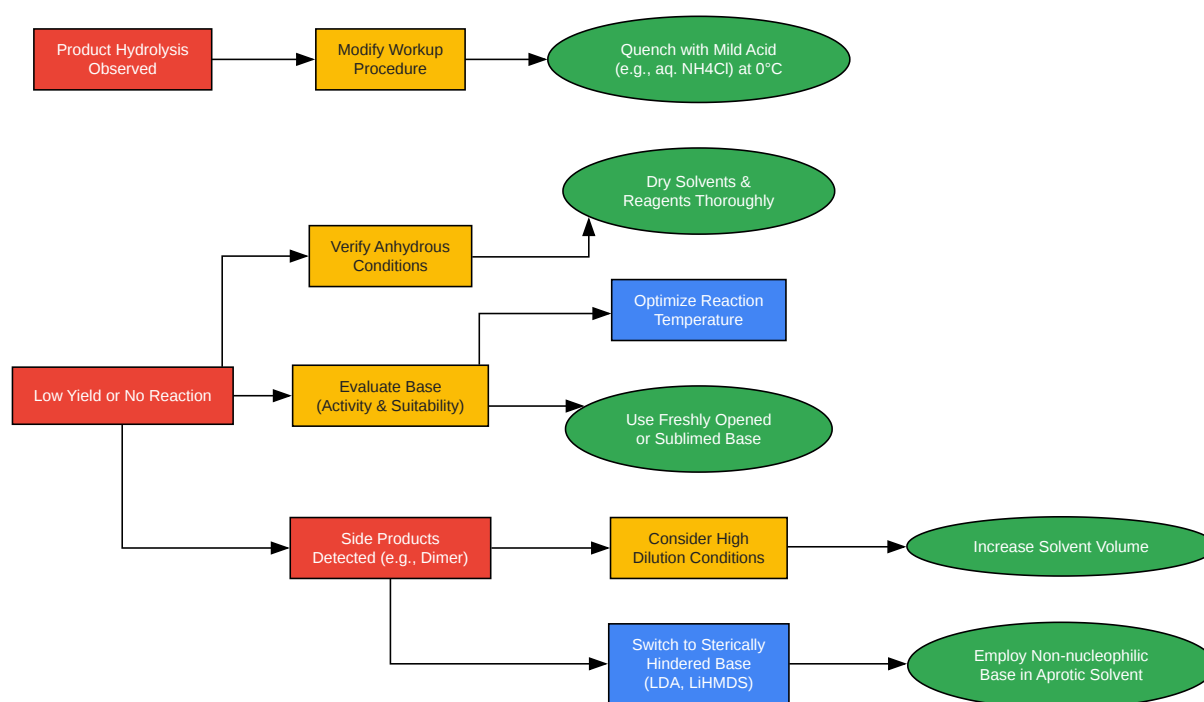 Product Hydrolysis
Observed
Modify Workup
Procedure
Quench with Mild Acid
(e.g., aq. NH4Cl) at 0°C
Dry Solvents &
Reagents Thoroughly
Verify Anhydrous
Conditions
Optimize Reaction
Temperature
Low Yield or No Reaction
Evaluate Base
(Activity & Suitability)
Use Freshly Opened
or Sublimed Base
Side Products
Detected (e.g., Dimer)
Consider High
Dilution Conditions
Increase Solvent Volume
Switch to Sterically
Hindered Base
(LDA, LiHMDS)
Employ Non-nucleophilic
Base in Aprotic Solvent